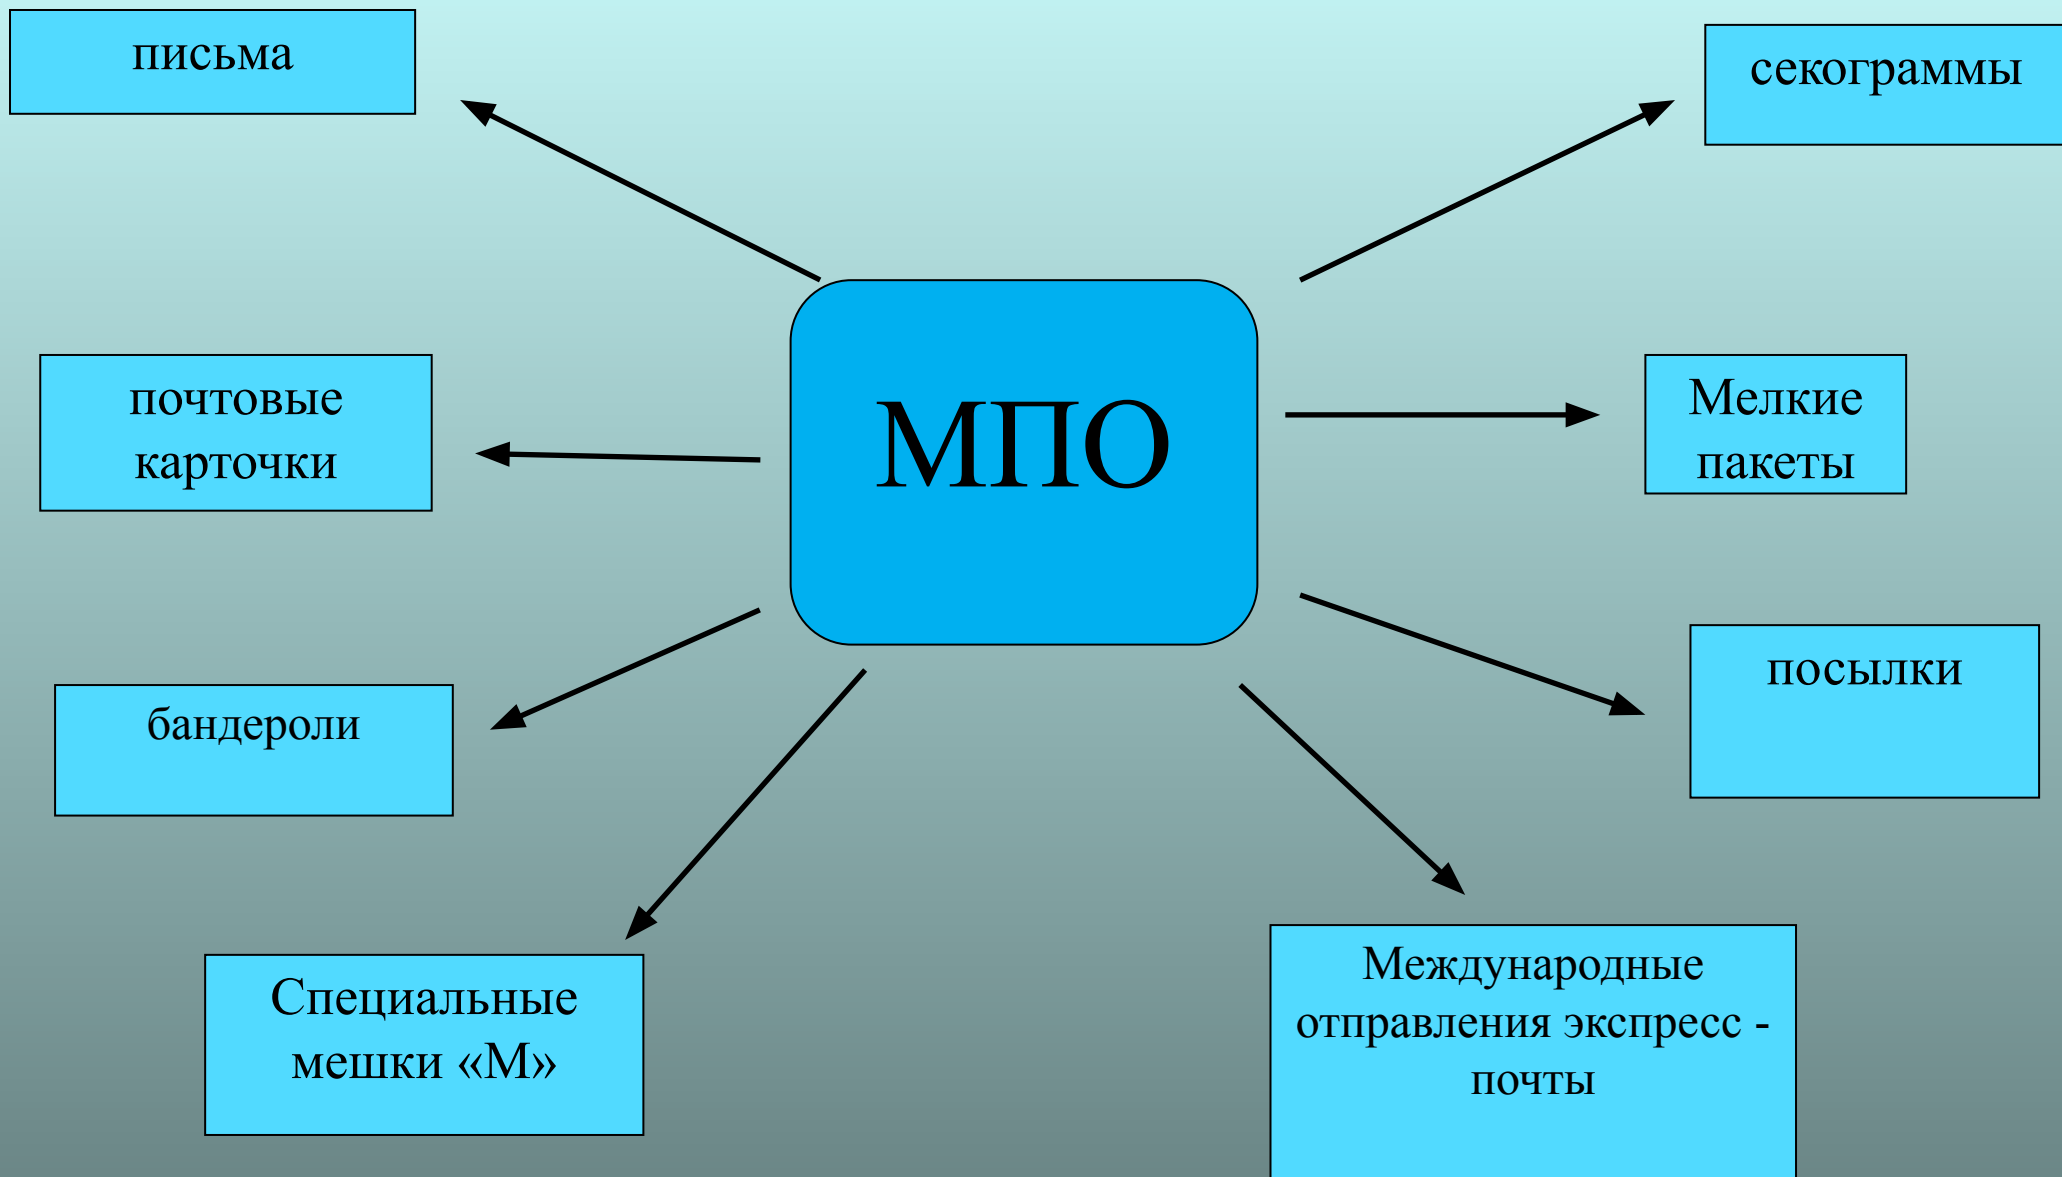 письма
секограммы
почтовые
карточки
МПО
Мелкие
пакеты
бандероли
посылки
Специальные
мешки «М»
Международные
отправления экспресс -
почты